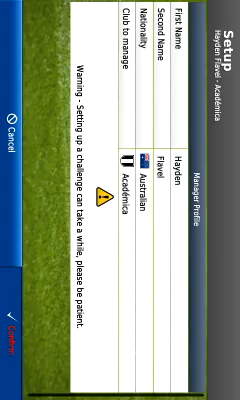 Setup
Hayden Flavel - Académica
Manager Profile
First Name Hayden
Second Name Flavel
Nationality Australian
Club to manage Académica
Warning - Setting up a challenge can take a while, please be patient.
Cancel
Confirm